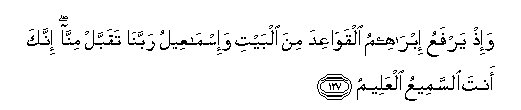 وَإِذۡ يَرۡفَعُ إِبۡرَٰهِـۧمُ ٱلۡقَوَاعِدَ مِنَ ٱلۡبَيۡتِ وَإِسۡمَٰعِيلُ رَبَّنَا تَقَبَّلۡ مِنَّآۖ إِنَّكَ
أَنتَ ٱلسَّمِيعُ ٱلۡعَلِيمُ ١٢٧